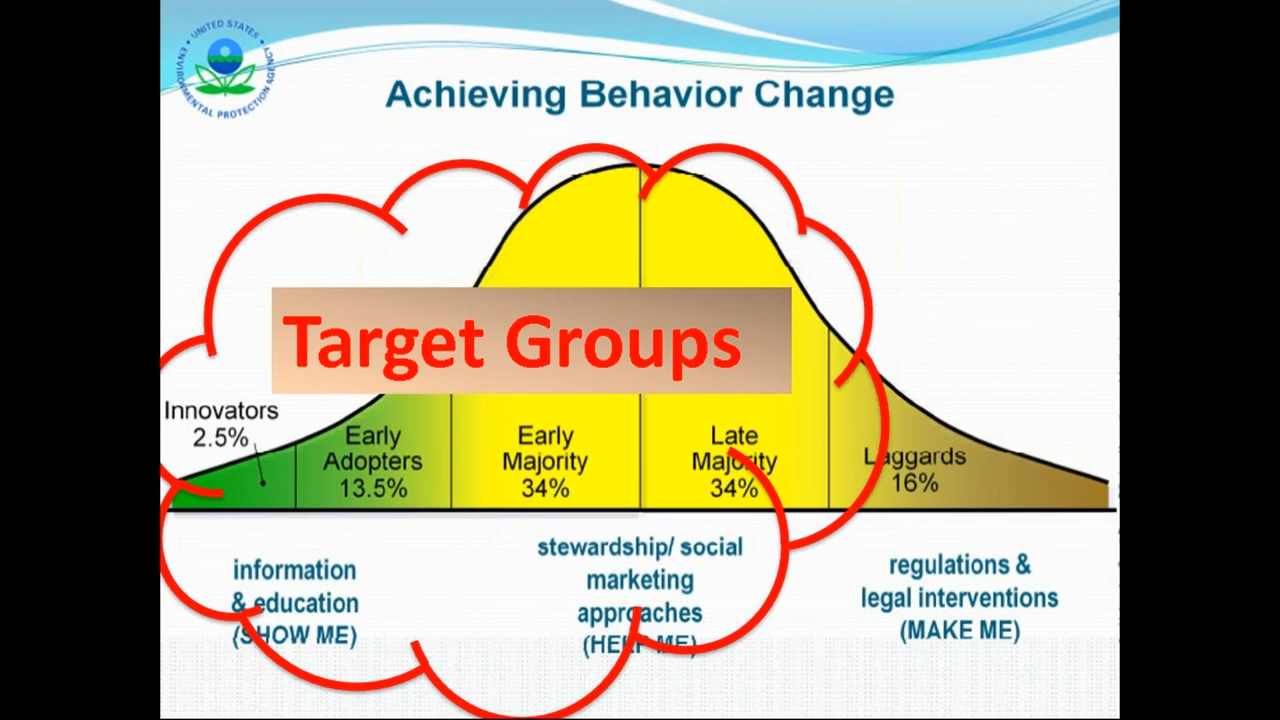 UNITED STATES
ENVIRONMENTAL PROTECTION AGENCY
Achieving Behavior Change
Target Groups
Innovators
2.5%
Early
Adopters
13.5%
Early
Majority
34%
Late
Majority
34%
Laggards
16%
information
& education
(SHOW ME)
stewardship/ social
marketing
approaches
(HELP ME)
regulations &
legal interventions
(MAKE ME)